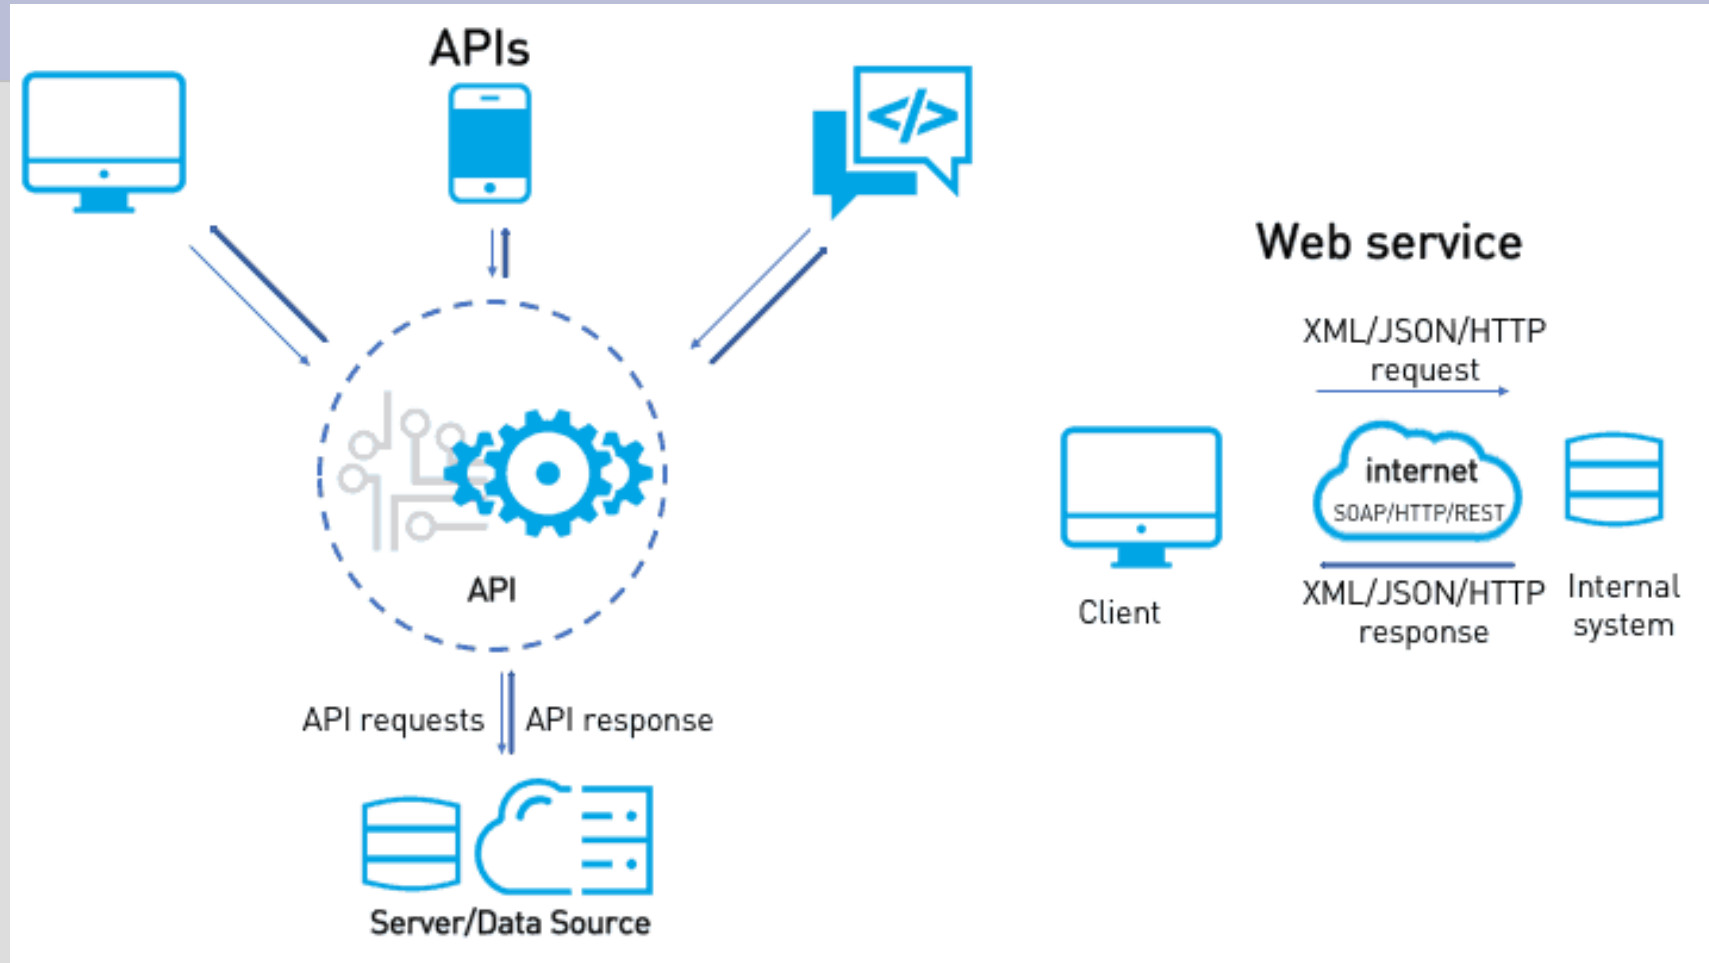 APIs
</>
API
API requests
API response
Server/Data Source
Web service
XML/JSON/HTTP
request
internet
SOAP/HTTP/REST
XML/JSON/HTTP
response
Client
Internal
system